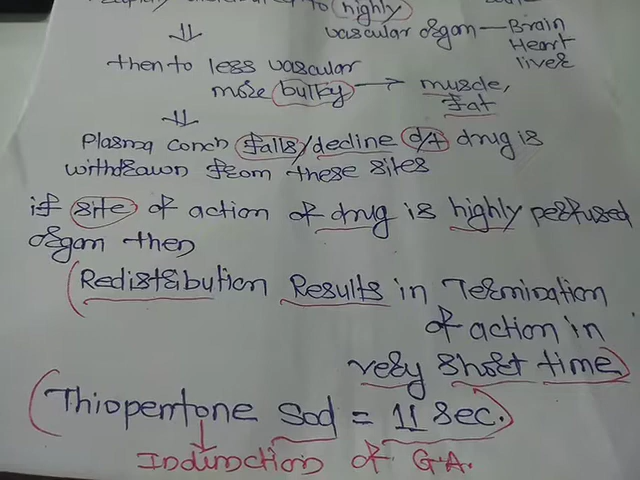 to highly
vascular organ — Brain
Heart
liver
then to less vascular
more bulky → muscle,
fat
Plasma concn falls/decline d/t drug is
withdrawn from these sites
if site of action of drug is highly perfused
organ then
(Redistribution Results in Termination
of action in
very short time)
(Thiopentone Sod = 11 sec.)
Induction of G.A.